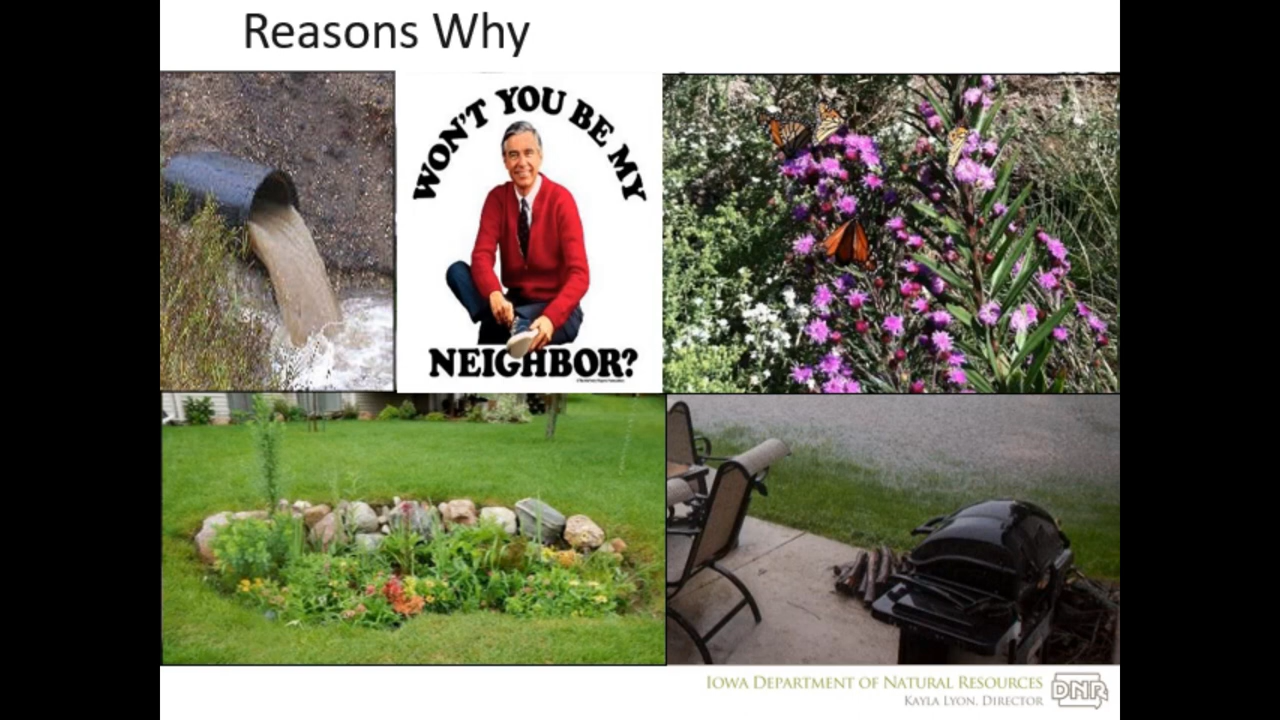 Reasons Why
WON'T YOU BE MY
NEIGHBOR?
IOWA DEPARTMENT OF NATURAL RESOURCES
KAYLA LYON, DIRECTOR
DNR